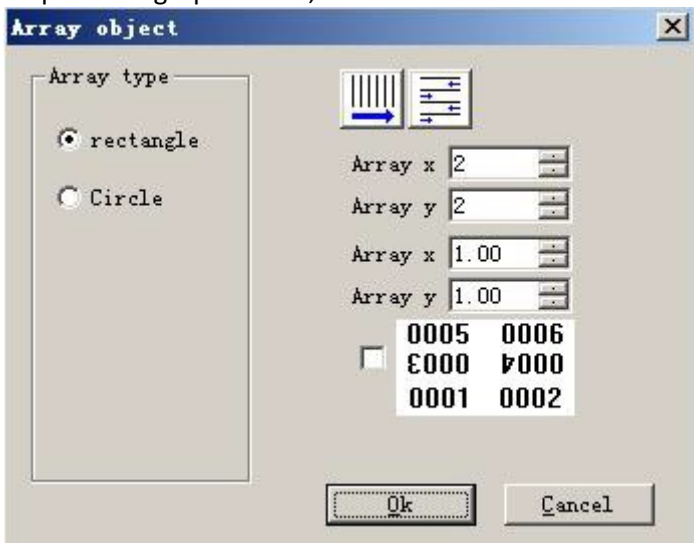 Array object
Array type
rectangle
Circle
Array x 2
Array y 2
Array x 1.00
Array y 1.00
0005 0006
0003 0004
0001 0002
Ok Cancel